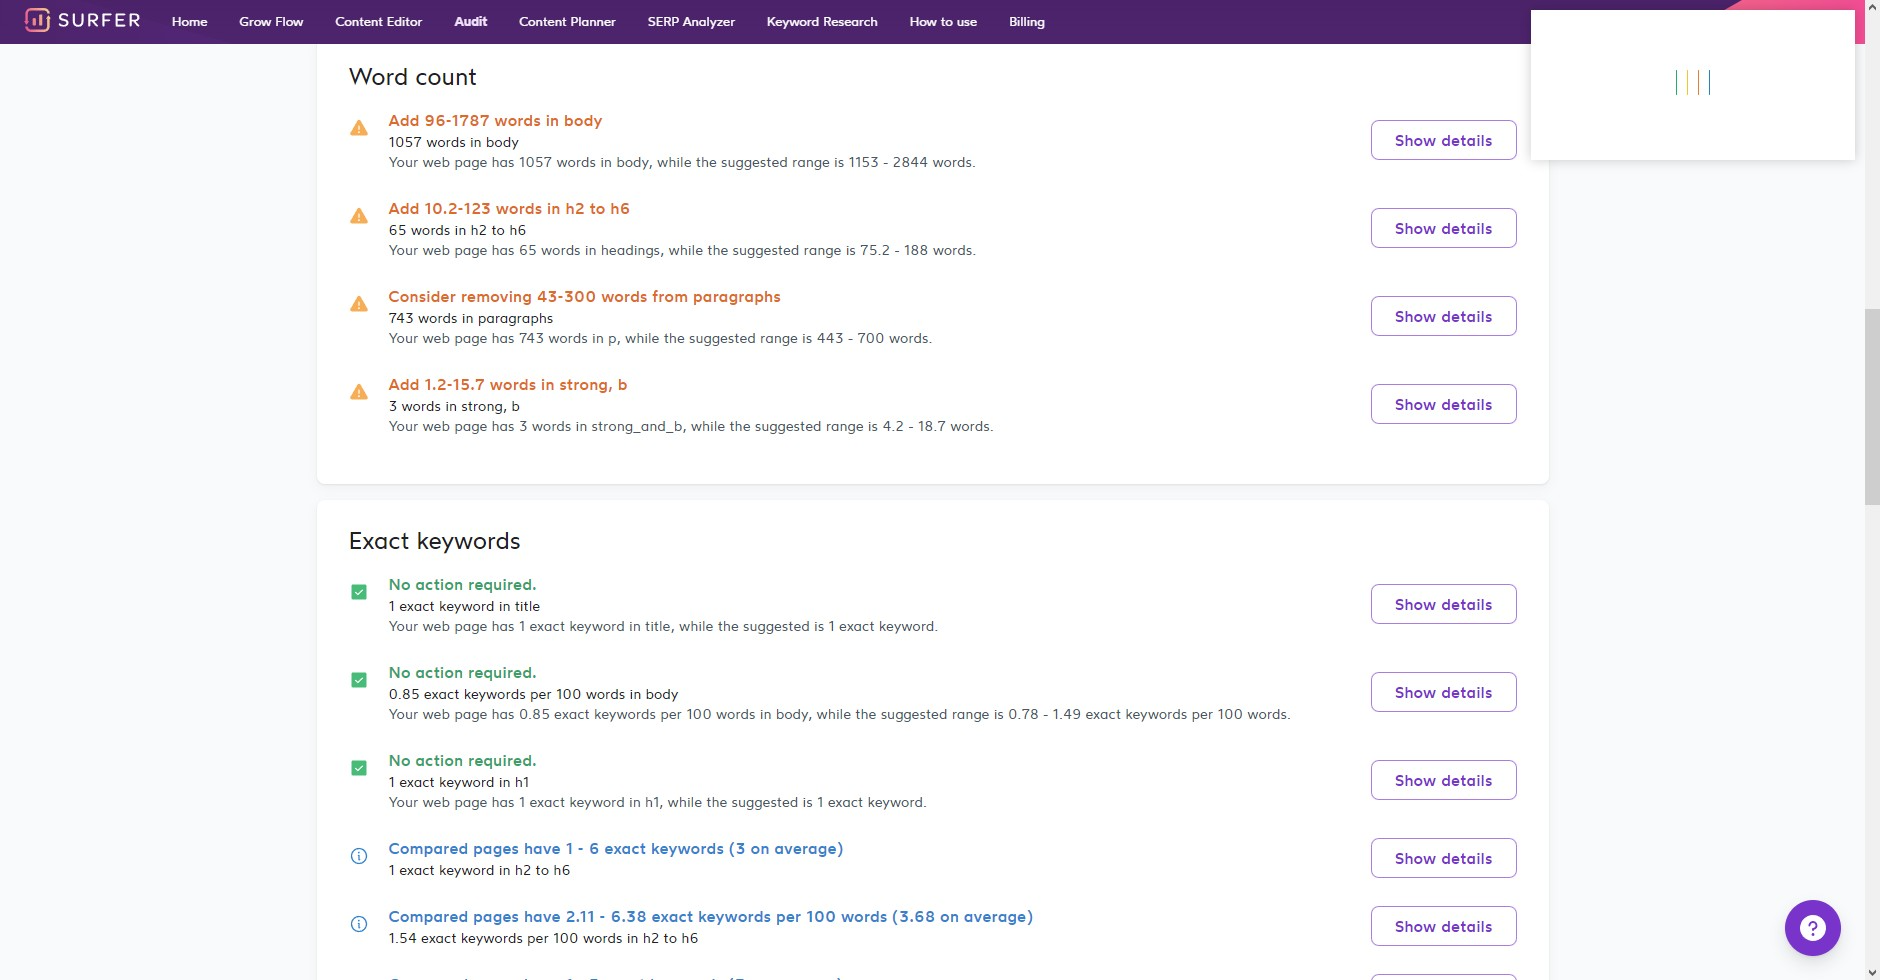 SURFER Home Grow Flow Content Editor Audit Content Planner SERP Analyzer Keyword Research How to use Billing
Word count
Add 96-1787 words in body
1057 words in body
Your web page has 1057 words in body, while the suggested range is 1153 - 2844 words.
Show details
Add 10.2-123 words in h2 to h6
65 words in h2 to h6
Your web page has 65 words in headings, while the suggested range is 75.2 - 188 words.
Show details
Consider removing 43-300 words from paragraphs
743 words in paragraphs
Your web page has 743 words in p, while the suggested range is 443 - 700 words.
Show details
Add 1.2-15.7 words in strong, b
3 words in strong, b
Your web page has 3 words in strong_and_b, while the suggested range is 4.2 - 18.7 words.
Show details
Exact keywords
No action required.
1 exact keyword in title
Your web page has 1 exact keyword in title, while the suggested is 1 exact keyword.
Show details
No action required.
0.85 exact keywords per 100 words in body
Your web page has 0.85 exact keywords per 100 words in body, while the suggested range is 0.78 - 1.49 exact keywords per 100 words.
Show details
No action required.
1 exact keyword in h1
Your web page has 1 exact keyword in h1, while the suggested is 1 exact keyword.
Show details
Compared pages have 1 - 6 exact keywords (3 on average)
1 exact keyword in h2 to h6
Show details
Compared pages have 2.11 - 6.38 exact keywords per 100 words (3.68 on average)
1.54 exact keywords per 100 words in h2 to h6
Show details